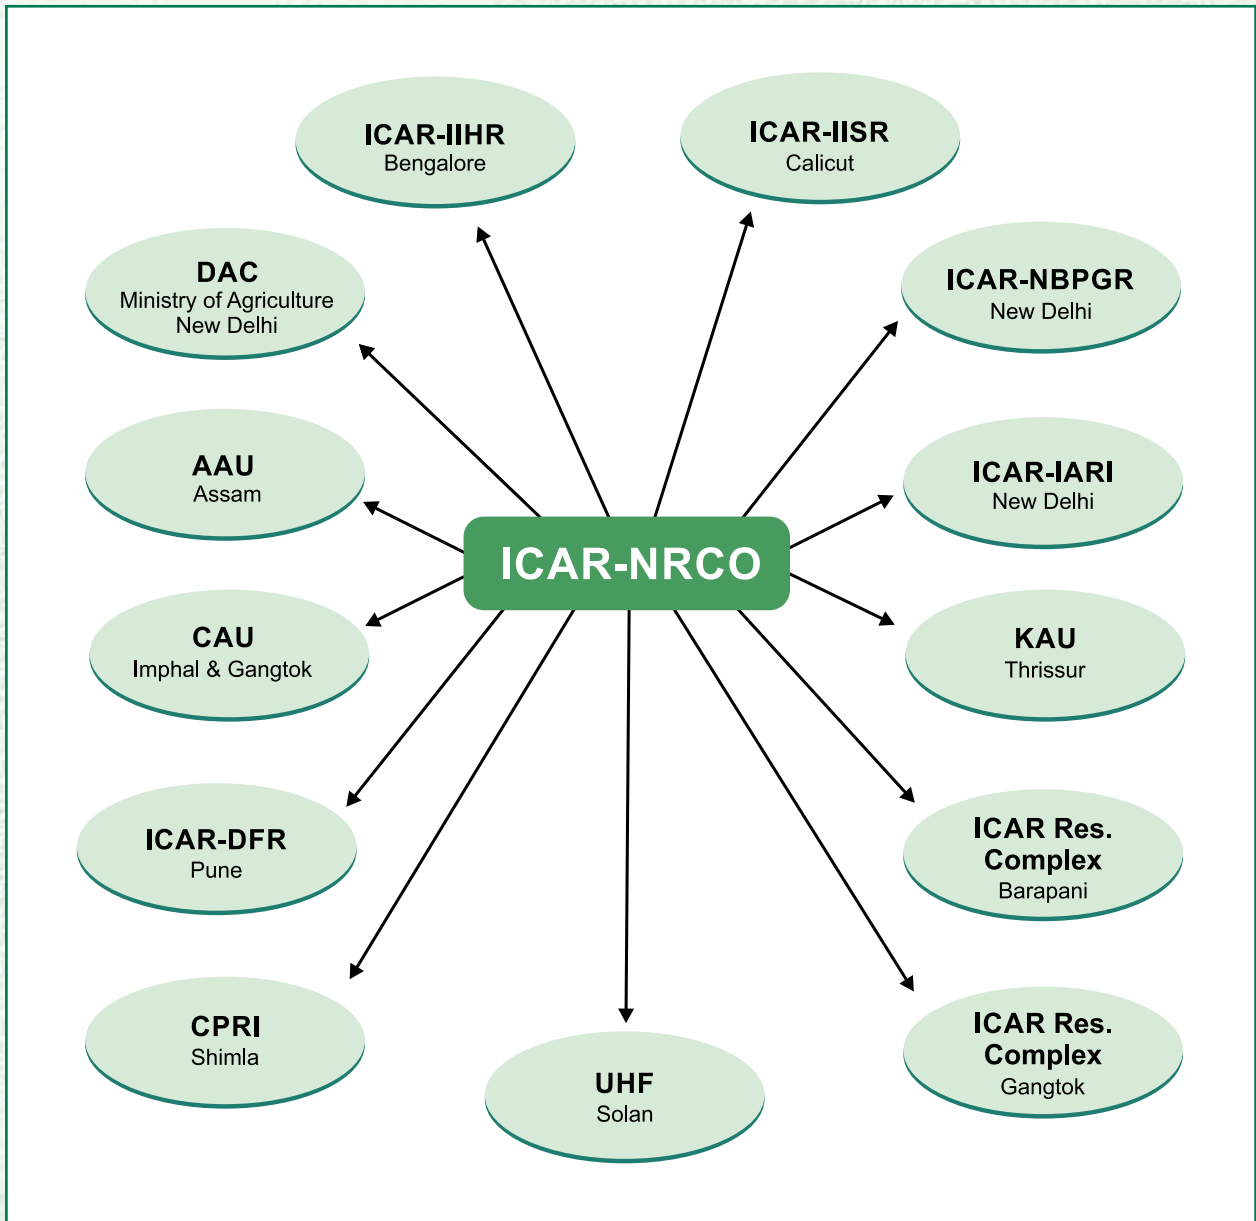 ICAR-IIHR
Bengalore
ICAR-IISR
Calicut
DAC
Ministry of Agriculture
New Delhi
ICAR-NBPGR
New Delhi
AAU
Assam
ICAR-IARI
New Delhi
ICAR-NRCO
CAU
Imphal & Gangtok
KAU
Thrissur
ICAR-DFR
Pune
ICAR Res.
Complex
Barapani
CPRI
Shimla
UHF
Solan
ICAR Res.
Complex
Gangtok